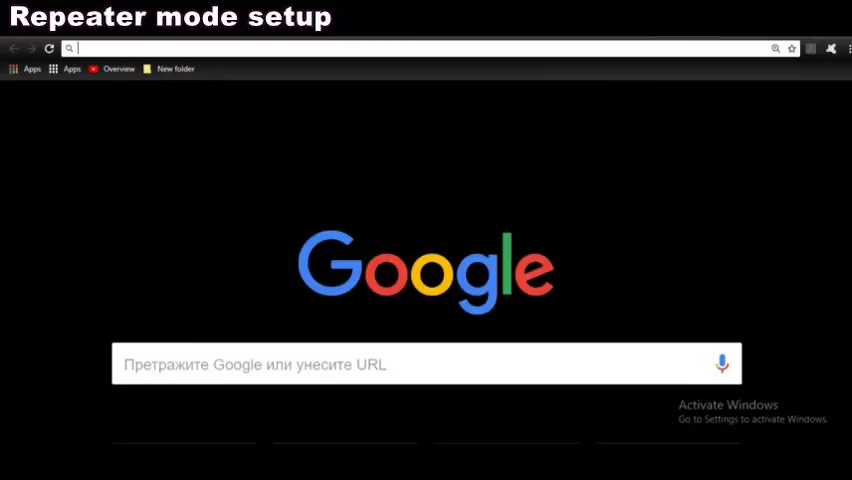 Repeater mode setup
Apps Apps Overview New folder
Google
Претражите Google или унесите URL
Activate Windows
Go to Settings to activate Windows.